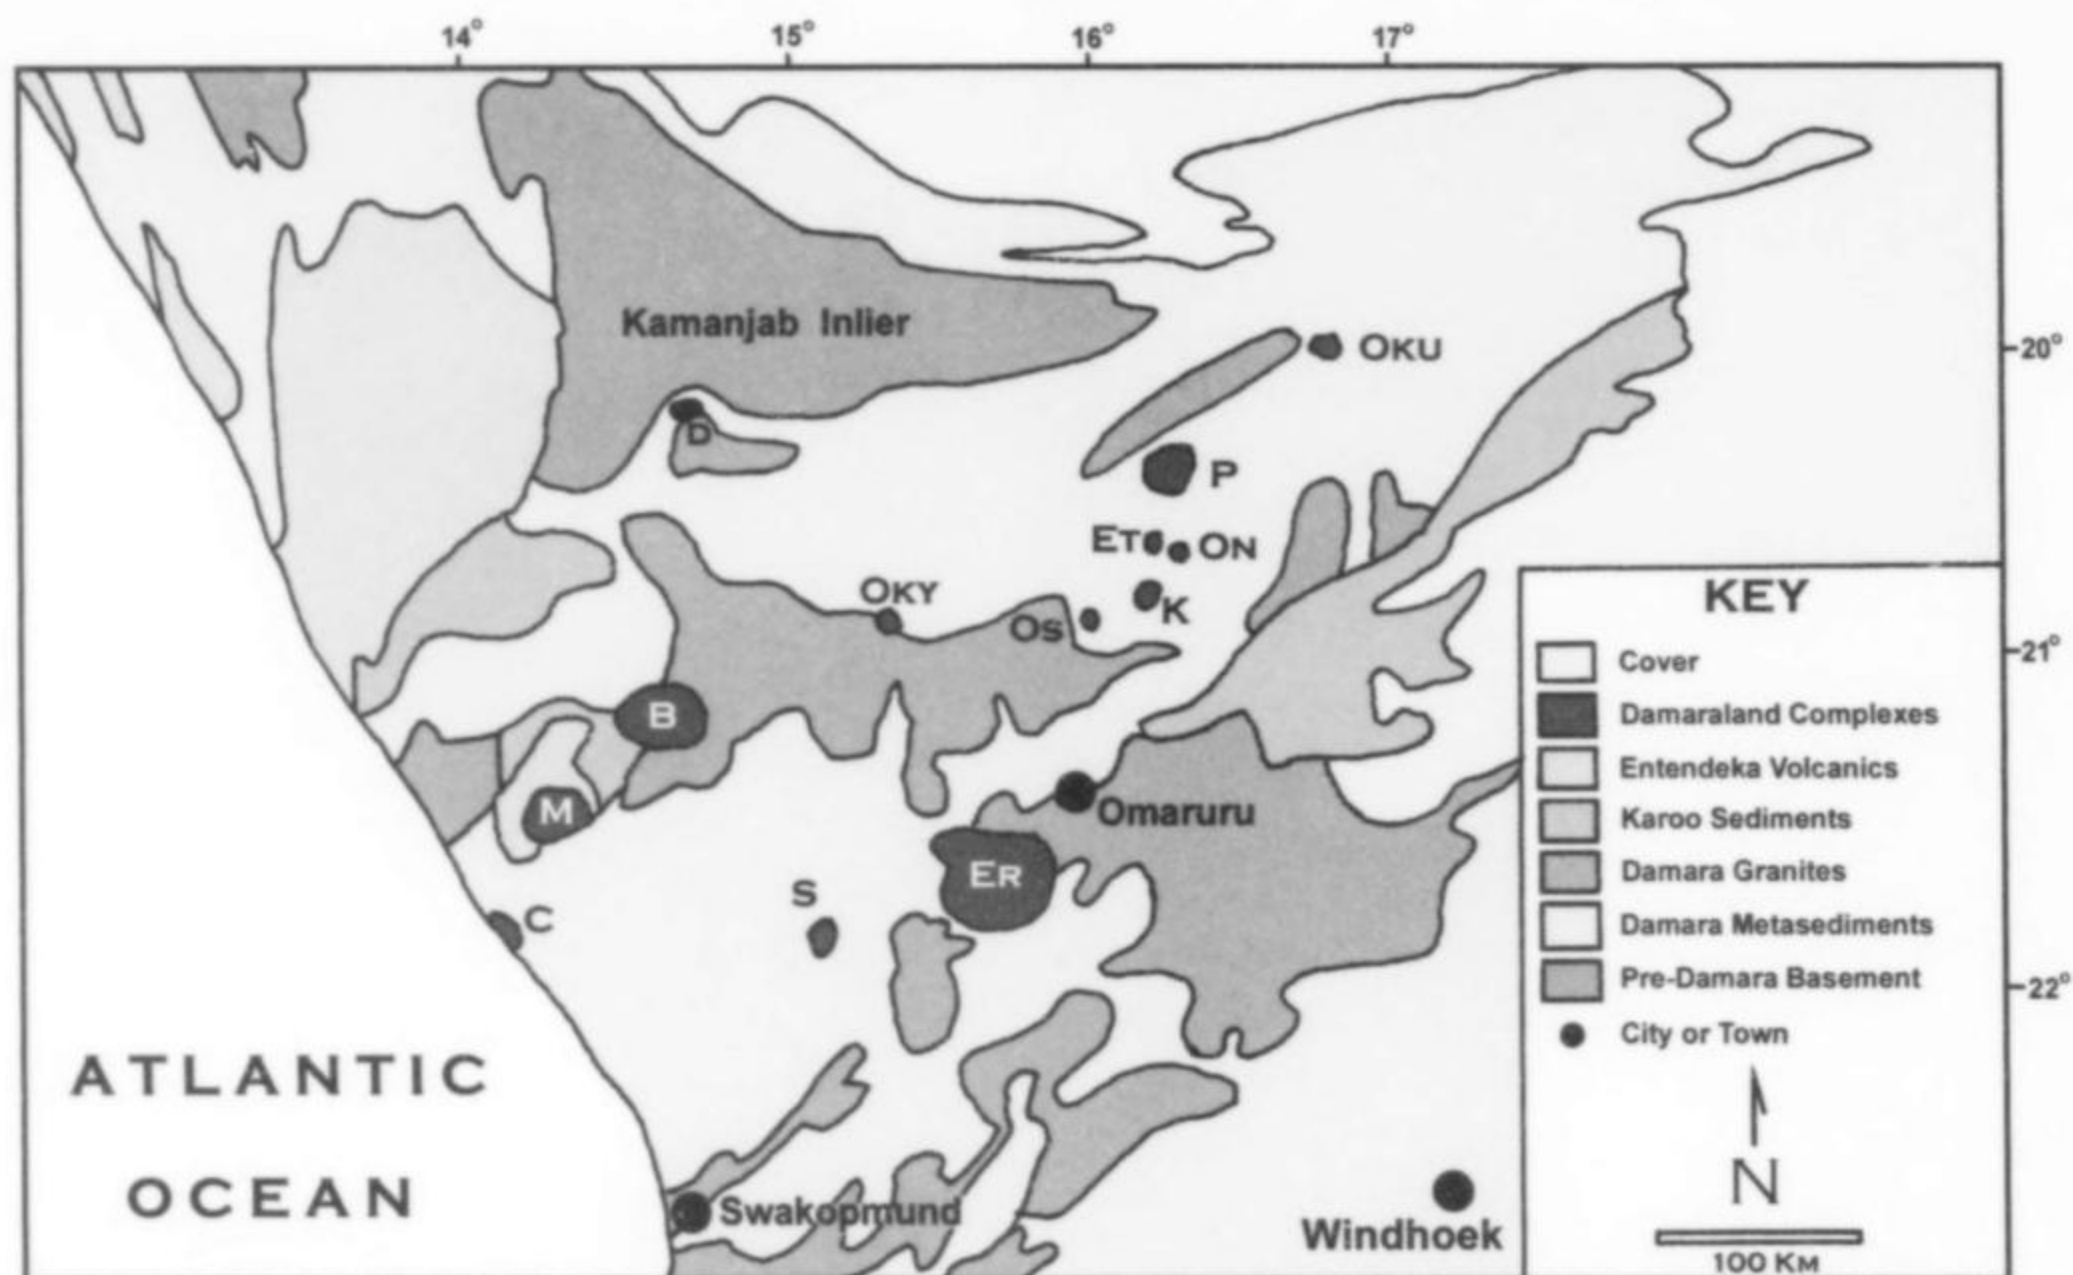 14° 15° 16° 17°
Kamanjab Inlier
OKU
20°
D
P
ET ON
OKY
K
OS
21°
B
M
Omaruru
ER
S
C
22°
ATLANTIC
OCEAN
Swakopmund
Windhoek
KEY
Cover
Damaraland Complexes
Entendeka Volcanics
Karoo Sediments
Damara Granites
Damara Metasediments
Pre-Damara Basement
City or Town
N
100 KM